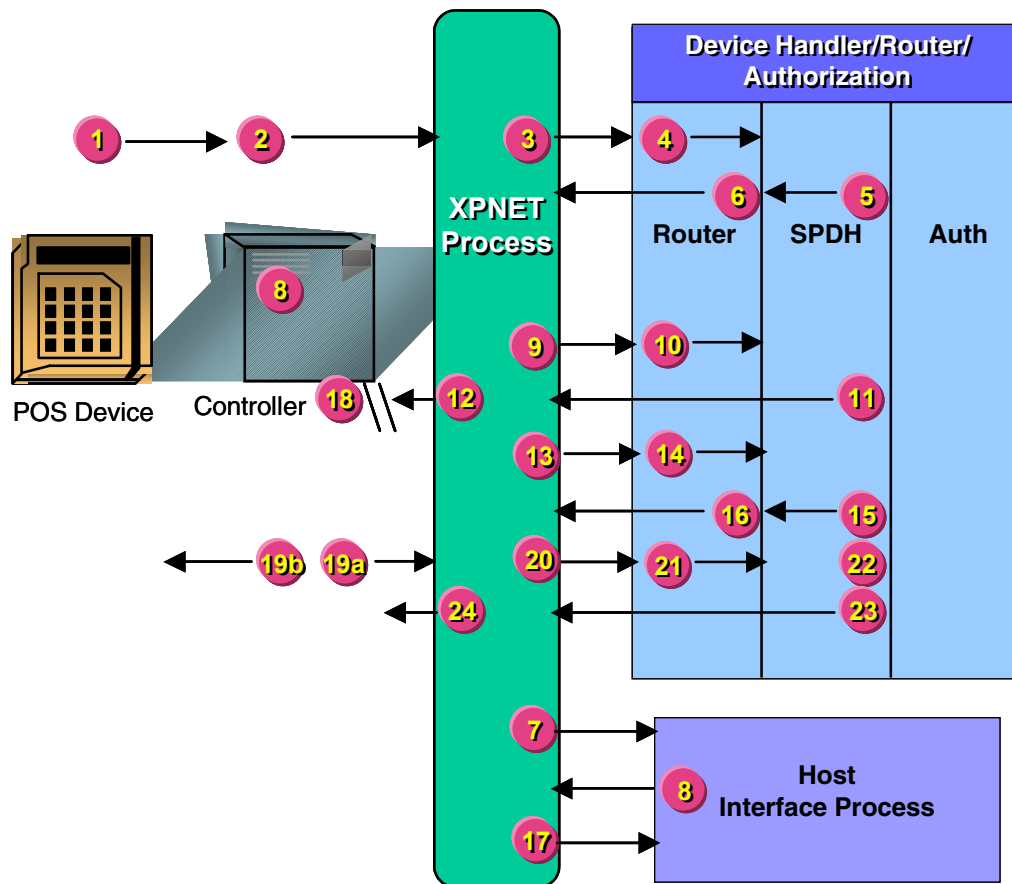 Device Handler/Router/
Authorization
1
2
3
4
XPNET
Process
6
5
Router
SPDH
Auth
8
9
10
POS Device
Controller
18
12
11
13
14
16
15
19b
19a
20
21
22
24
23
7
Host
Interface Process
8
17